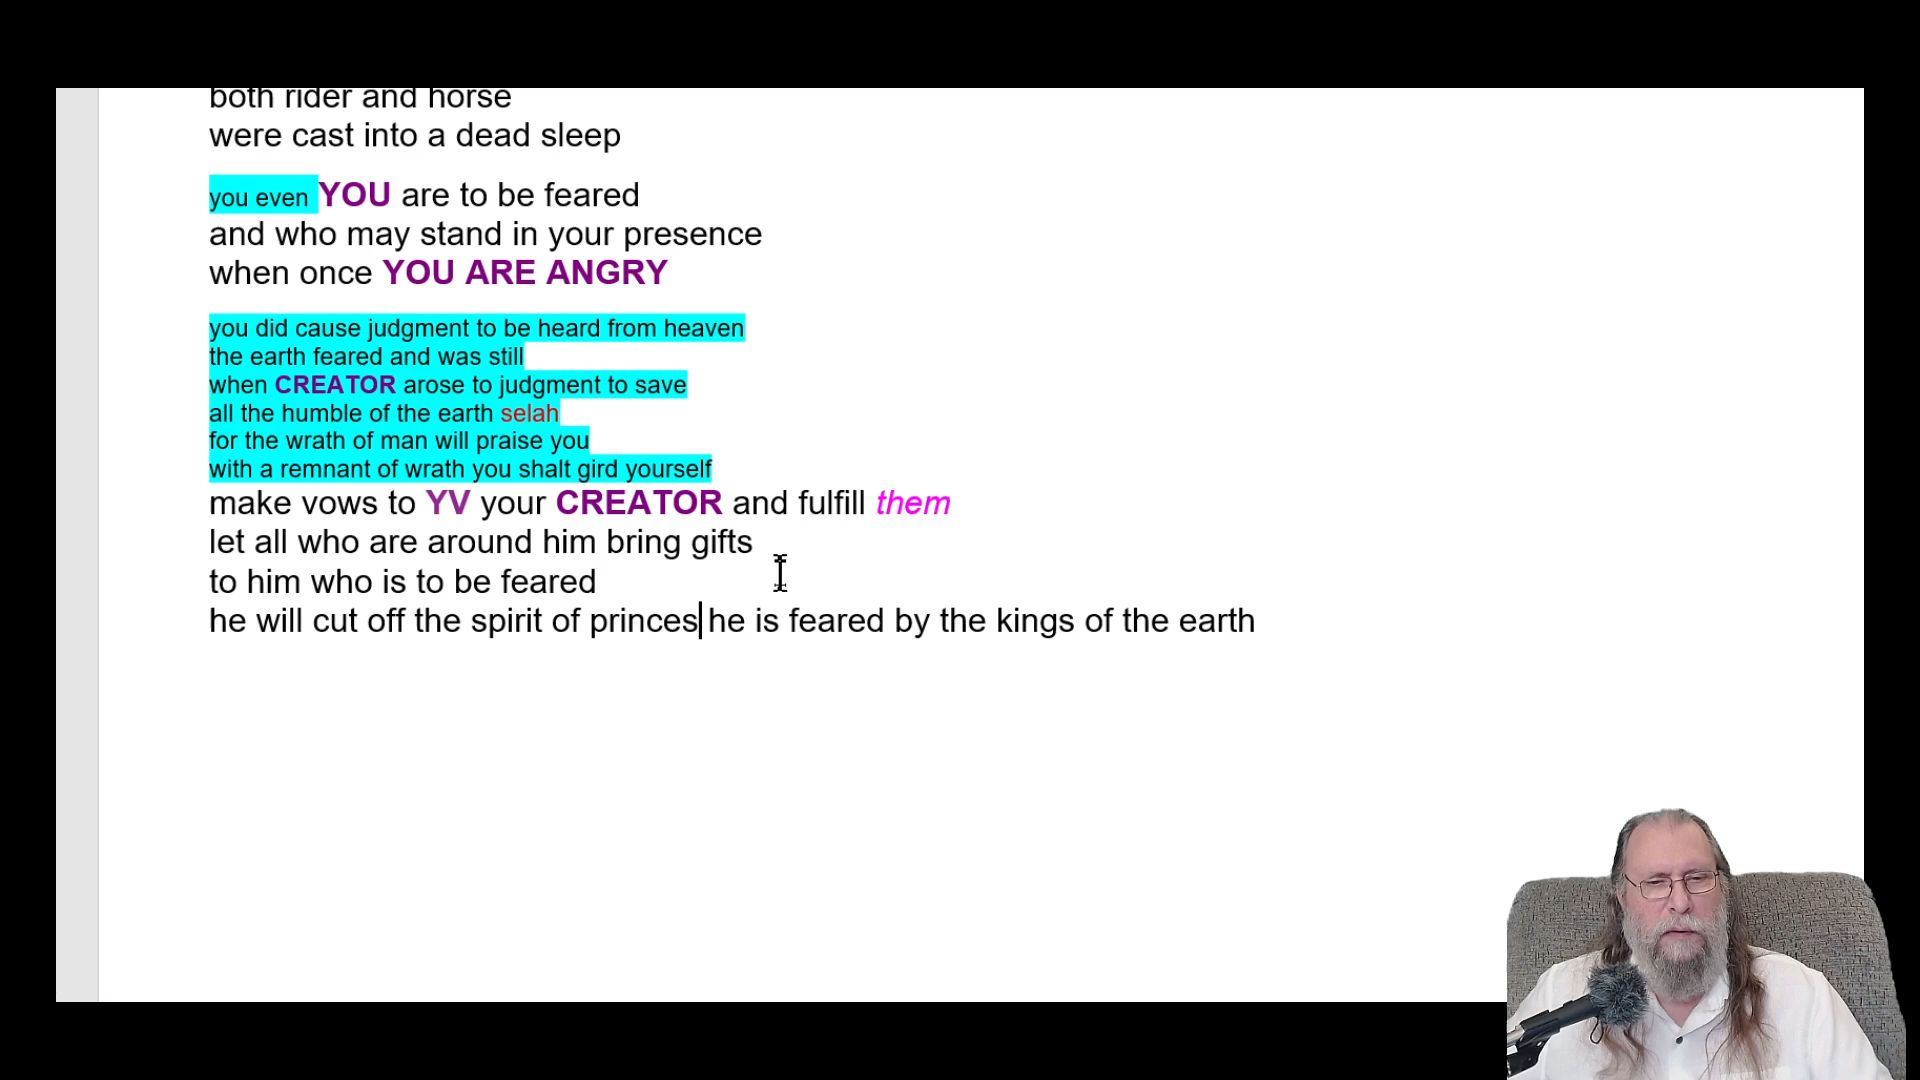 both rider and horse
were cast into a dead sleep
you even YOU are to be feared
and who may stand in your presence
when once YOU ARE ANGRY
you did cause judgment to be heard from heaven
the earth feared and was still
when CREATOR arose to judgment to save
all the humble of the earth selah
for the wrath of man will praise you
with a remnant of wrath you shalt gird yourself
make vows to YV your CREATOR and fulfill them
let all who are around him bring gifts
to him who is to be feared
he will cut off the spirit of princes he is feared by the kings of the earth